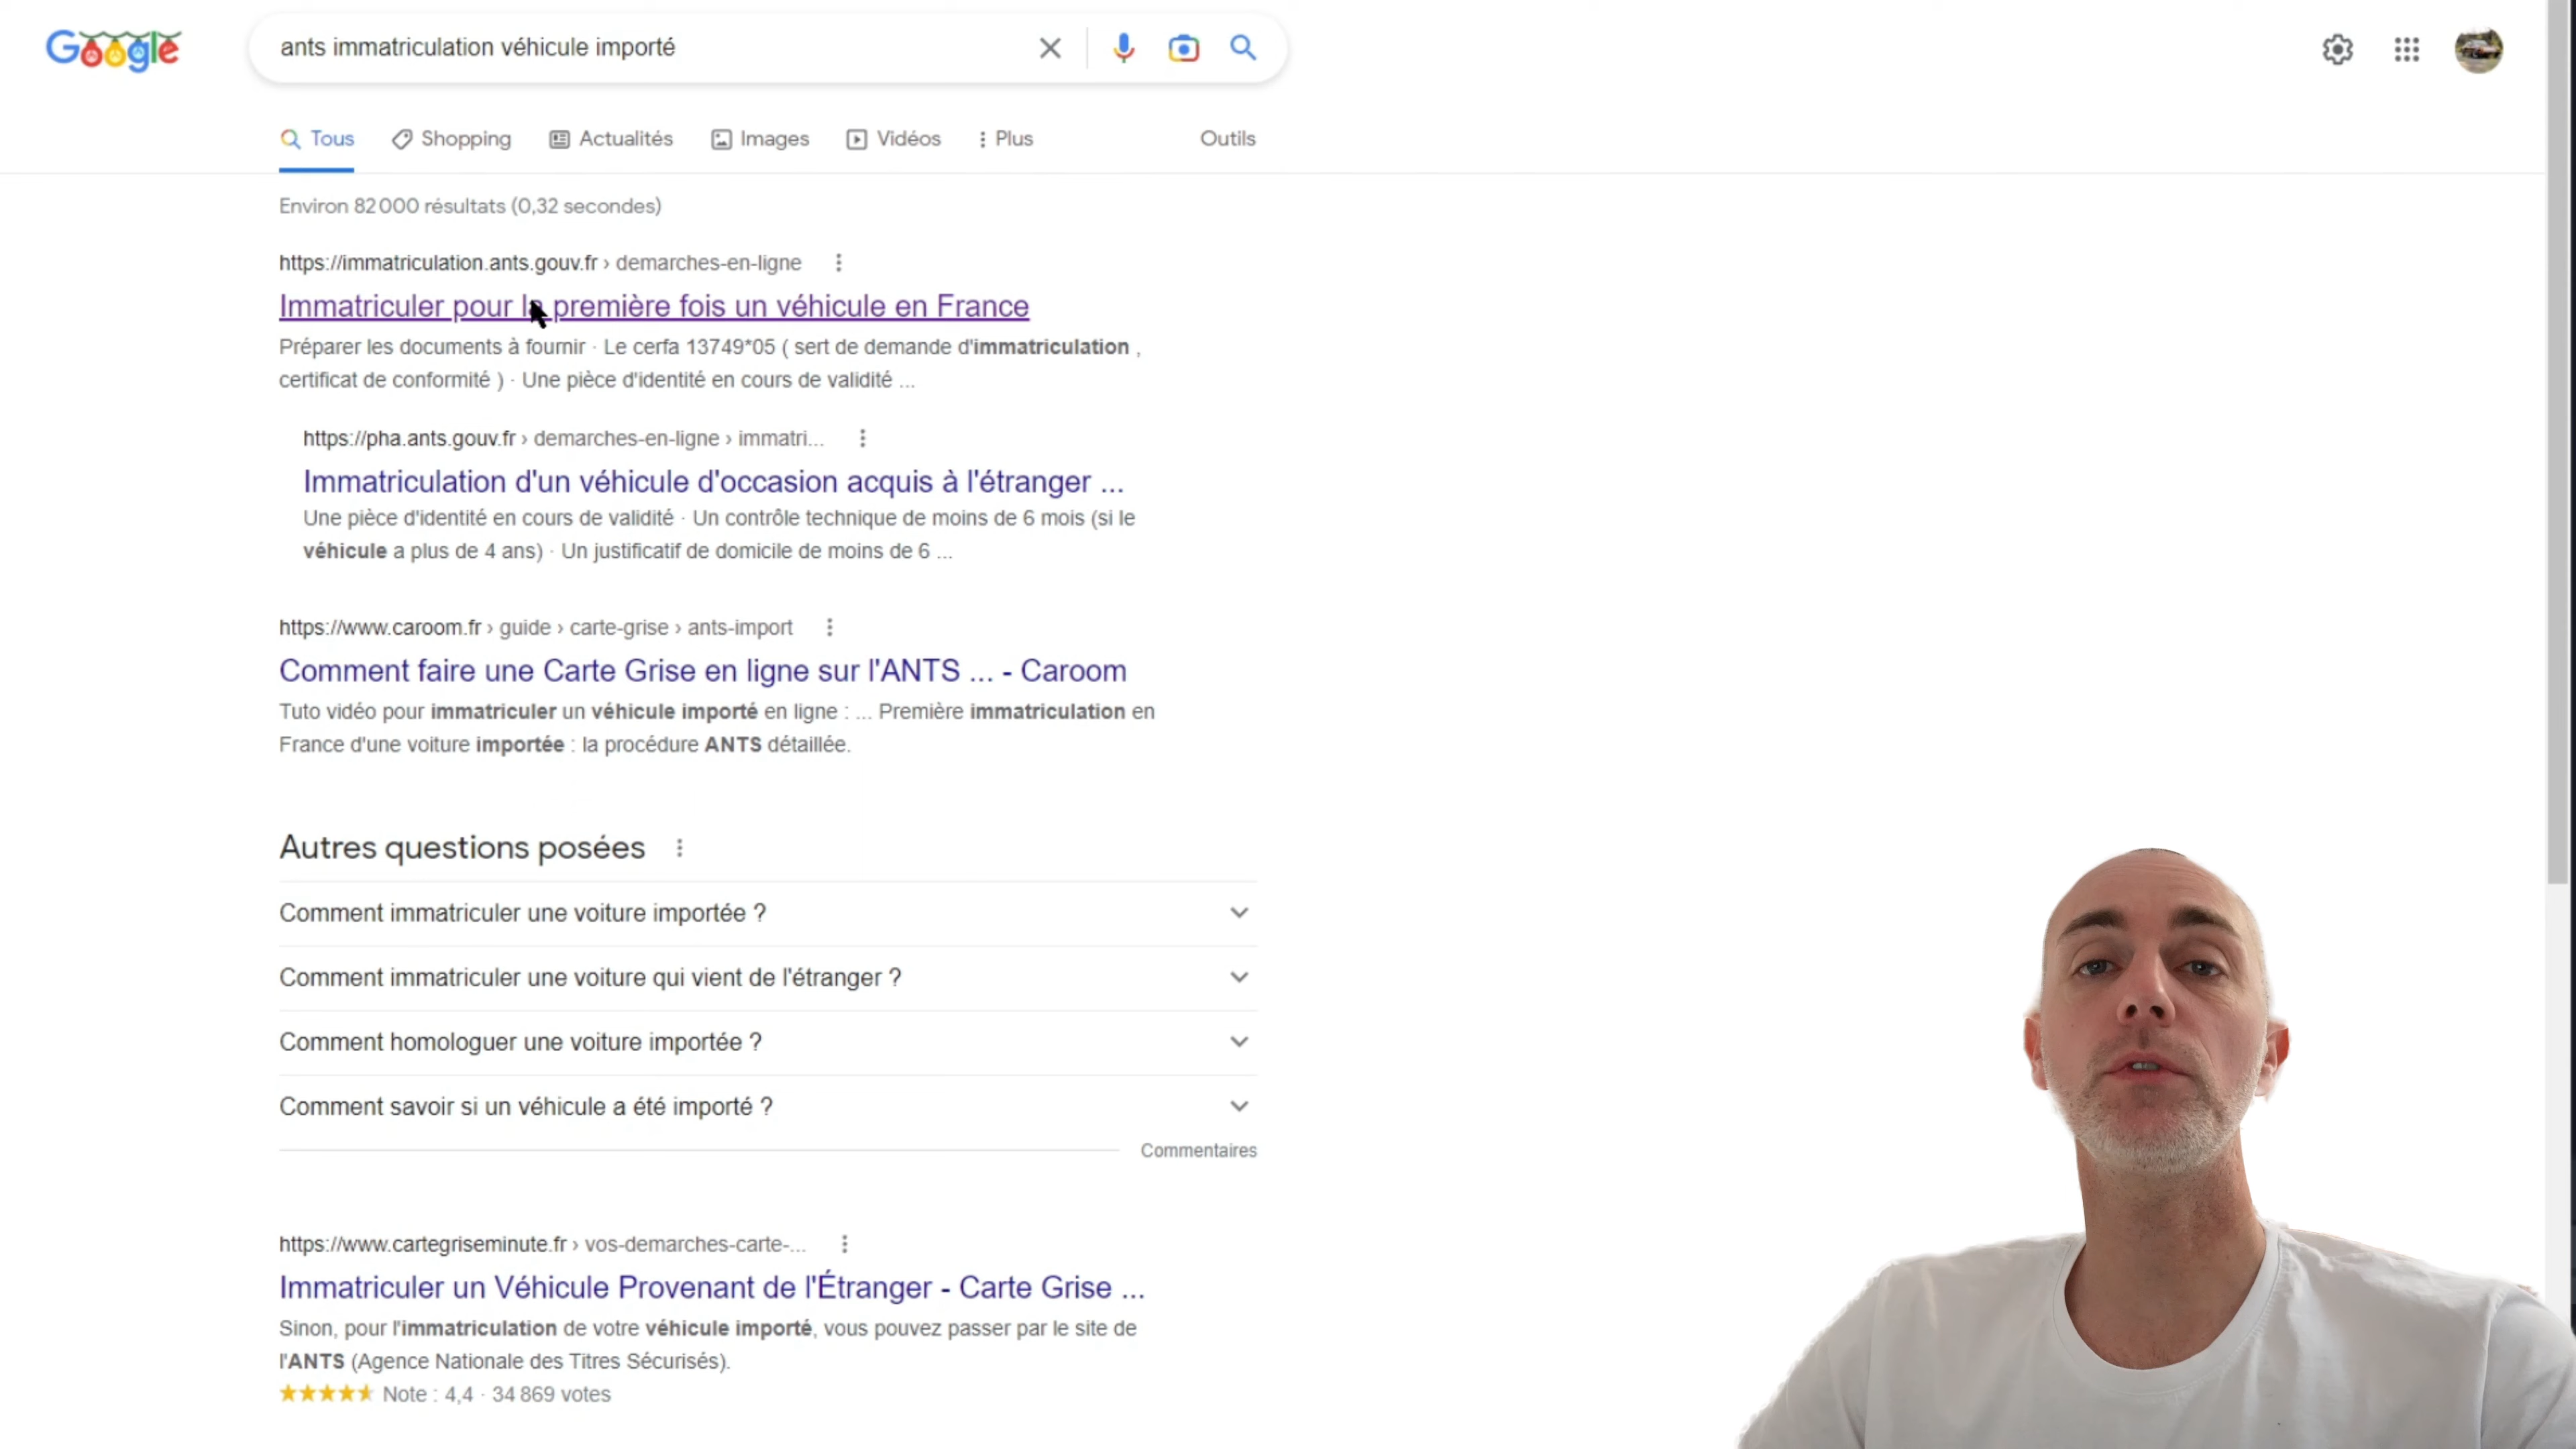 Google
ants immatriculation véhicule importé
Tous Shopping Actualités Images Vidéos Plus Outils
Environ 82 000 résultats (0,32 secondes)
https://immatriculation.ants.gouv.fr › demarches-en-ligne
Immatriculer pour la première fois un véhicule en France
Préparer les documents à fournir · Le cerfa 13749*05 ( sert de demande d'immatriculation ,
certificat de conformité ) · Une pièce d'identité en cours de validité ...
https://pha.ants.gouv.fr › demarches-en-ligne › immatri...
Immatriculation d'un véhicule d'occasion acquis à l'étranger ...
Une pièce d'identité en cours de validité · Un contrôle technique de moins de 6 mois (si le
véhicule a plus de 4 ans) · Un justificatif de domicile de moins de 6 ...
https://www.caroom.fr › guide › carte-grise › ants-import
Comment faire une Carte Grise en ligne sur l'ANTS ... - Caroom
Tuto vidéo pour immatriculer un véhicule importé en ligne : ... Première immatriculation en
France d'une voiture importée : la procédure ANTS détaillée.
Autres questions posées
Comment immatriculer une voiture importée ?
Comment immatriculer une voiture qui vient de l'étranger ?
Comment homologuer une voiture importée ?
Comment savoir si un véhicule a été importé ?
Commentaires
https://www.cartegriseminute.fr › vos-demarches-carte-...
Immatriculer un Véhicule Provenant de l'Étranger - Carte Grise ...
Sinon, pour l'immatriculation de votre véhicule importé, vous pouvez passer par le site de
l'ANTS (Agence Nationale des Titres Sécurisés).
Note : 4,4 · 34 869 votes